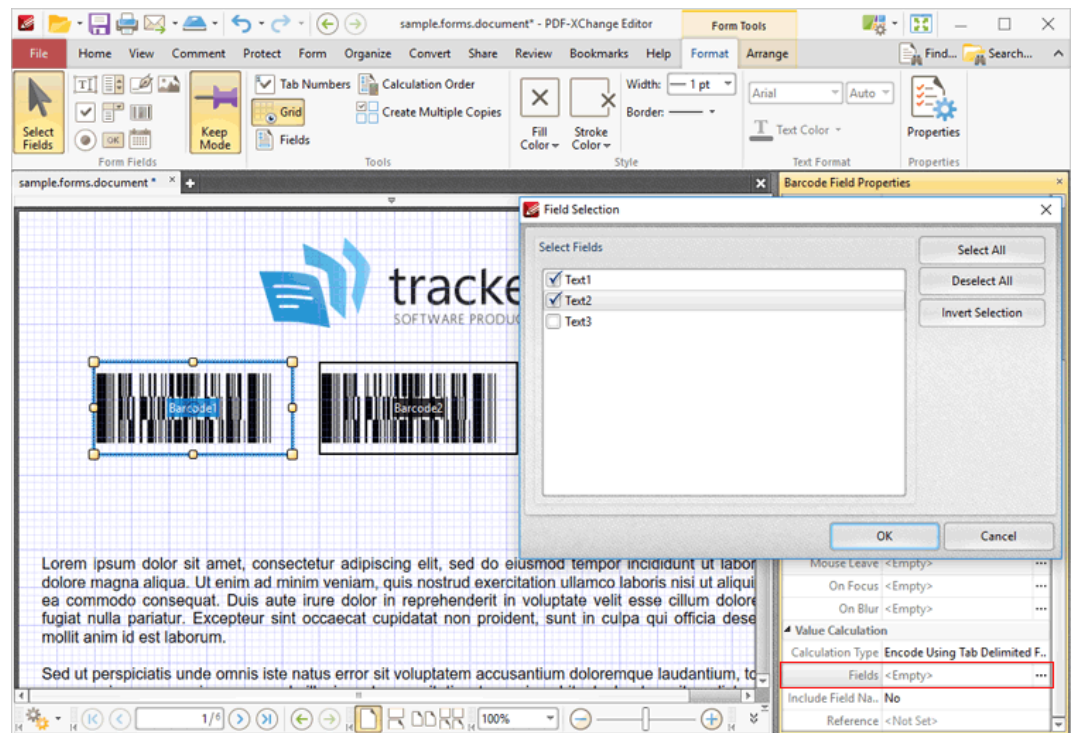 sample.forms.document* - PDF-XChange Editor
Form Tools
File Home View Comment Protect Form Organize Convert Share Review Bookmarks Help Format Arrange Find... Search...
Select Fields
OK
Form Fields
Keep Mode
Tab Numbers
Grid
Fields
Calculation Order
Create Multiple Copies
Tools
Fill Color
Stroke Color
Width: 1 pt
Border:
Style
Arial Auto
Text Color
Text Format
Properties
Properties
sample.forms.document *
Barcode Field Properties
Field Selection
Select Fields
Text1
Text2
Text3
Select All
Deselect All
Invert Selection
OK Cancel
tracke
SOFTWARE PRODU
Barcode1
Barcode2
Lorem ipsum dolor sit amet, consectetur adipiscing elit, sed do eiusmod tempor incididunt ut labor
dolore magna aliqua. Ut enim ad minim veniam, quis nostrud exercitation ullamco laboris nisi ut aliqui
ea commodo consequat. Duis aute irure dolor in reprehenderit in voluptate velit esse cillum dolore
fugiat nulla pariatur. Excepteur sint occaecat cupidatat non proident, sunt in culpa qui officia dese
mollit anim id est laborum.
Sed ut perspiciatis unde omnis iste natus error sit voluptatem accusantium doloremque laudantium, to
Mouse Leave <Empty>
On Focus <Empty>
On Blur <Empty>
Value Calculation
Calculation Type Encode Using Tab Delimited F..
Fields <Empty>
Include Field Na.. No
Reference <Not Set>
1/6
100%